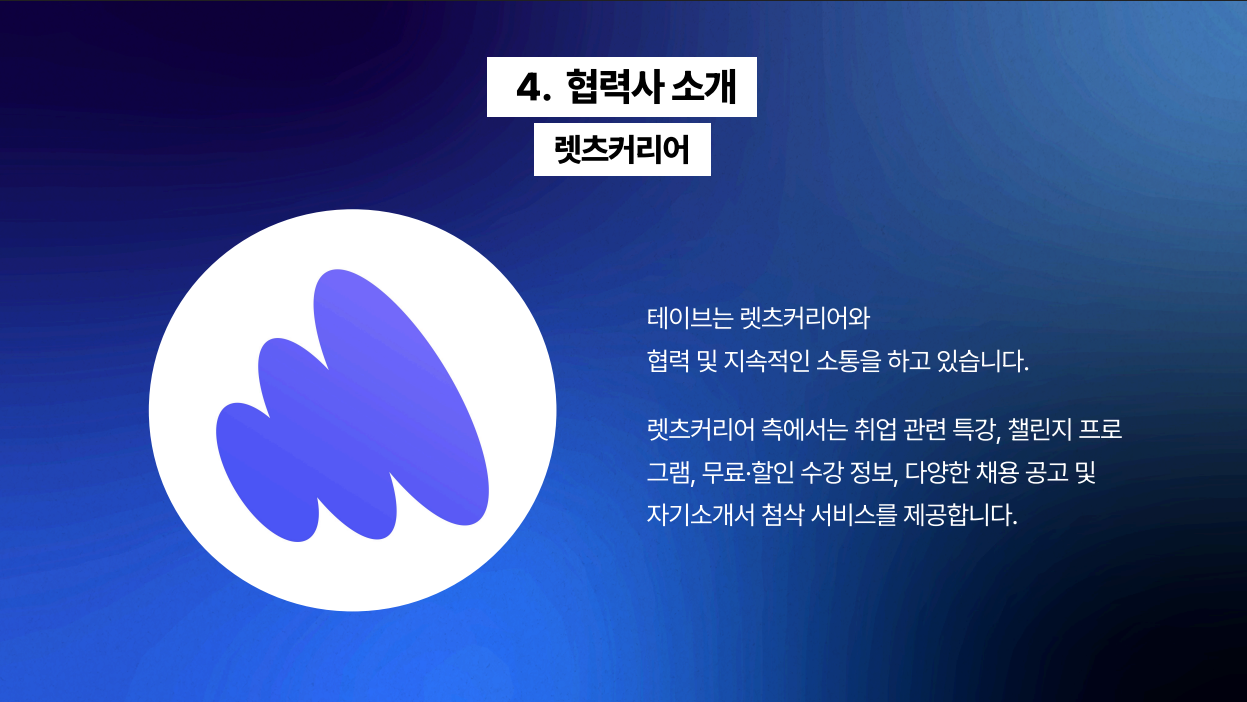 4. 협력사 소개
렛츠커리어
테이브는 렛츠커리어와
협력 및 지속적인 소통을 하고 있습니다.
렛츠커리어 측에서는 취업 관련 특강, 챌린지 프로
그램, 무료·할인 수강 정보, 다양한 채용 공고 및
자기소개서 첨삭 서비스를 제공합니다.